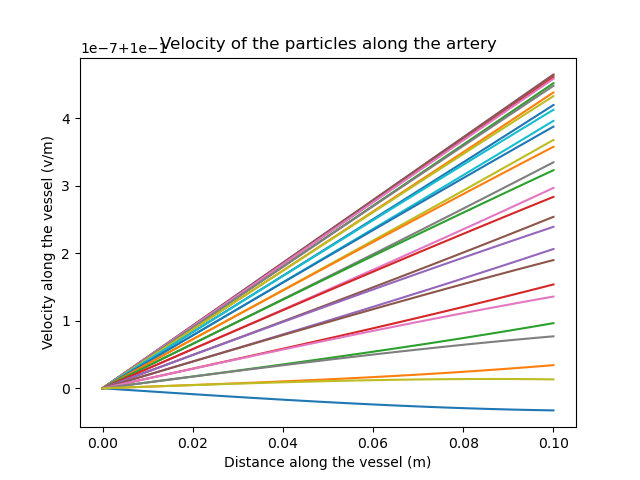 Velocity of the particles along the artery
1e−7+1e−1
4
3
2
1
0
Velocity along the vessel (v/m)
0.00 0.02 0.04 0.06 0.08 0.10
Distance along the vessel (m)